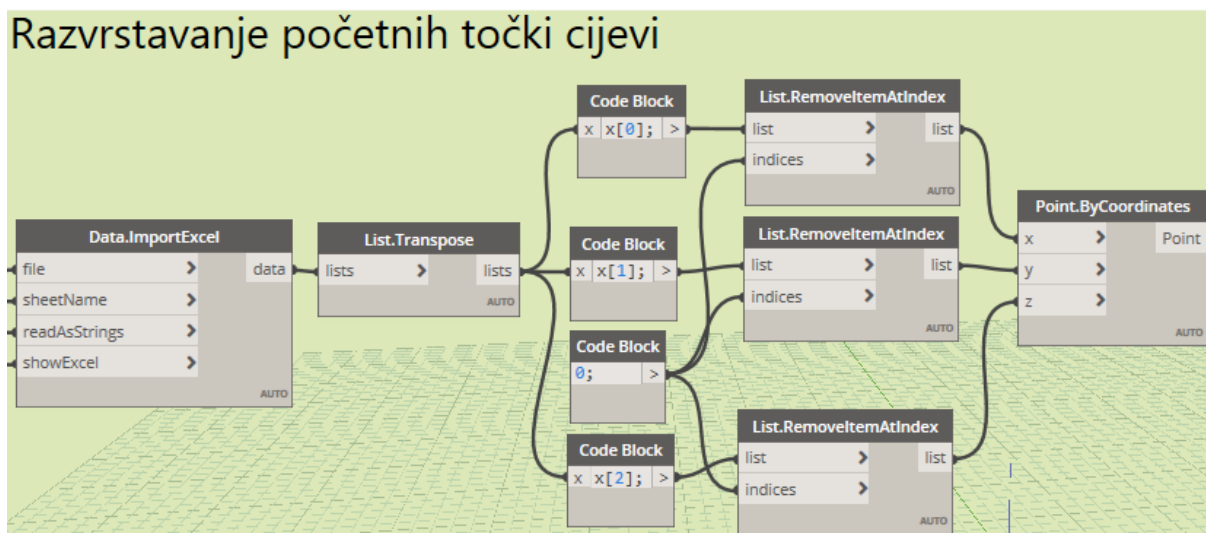 Razvrstavanje početnih točki cijevi
Data.ImportExcel
file > data
sheetName >
readAsStrings >
showExcel >
AUTO
List.Transpose
lists > lists
AUTO
Code Block
x x[0]; >
Code Block
x x[1]; >
Code Block
0; >
Code Block
x x[2]; >
List.RemoveItemAtIndex
list > list
indices >
AUTO
List.RemoveItemAtIndex
list > list
indices >
AUTO
List.RemoveItemAtIndex
list > list
indices >
AUTO
Point.ByCoordinates
x > Point
y >
z >
AUTO